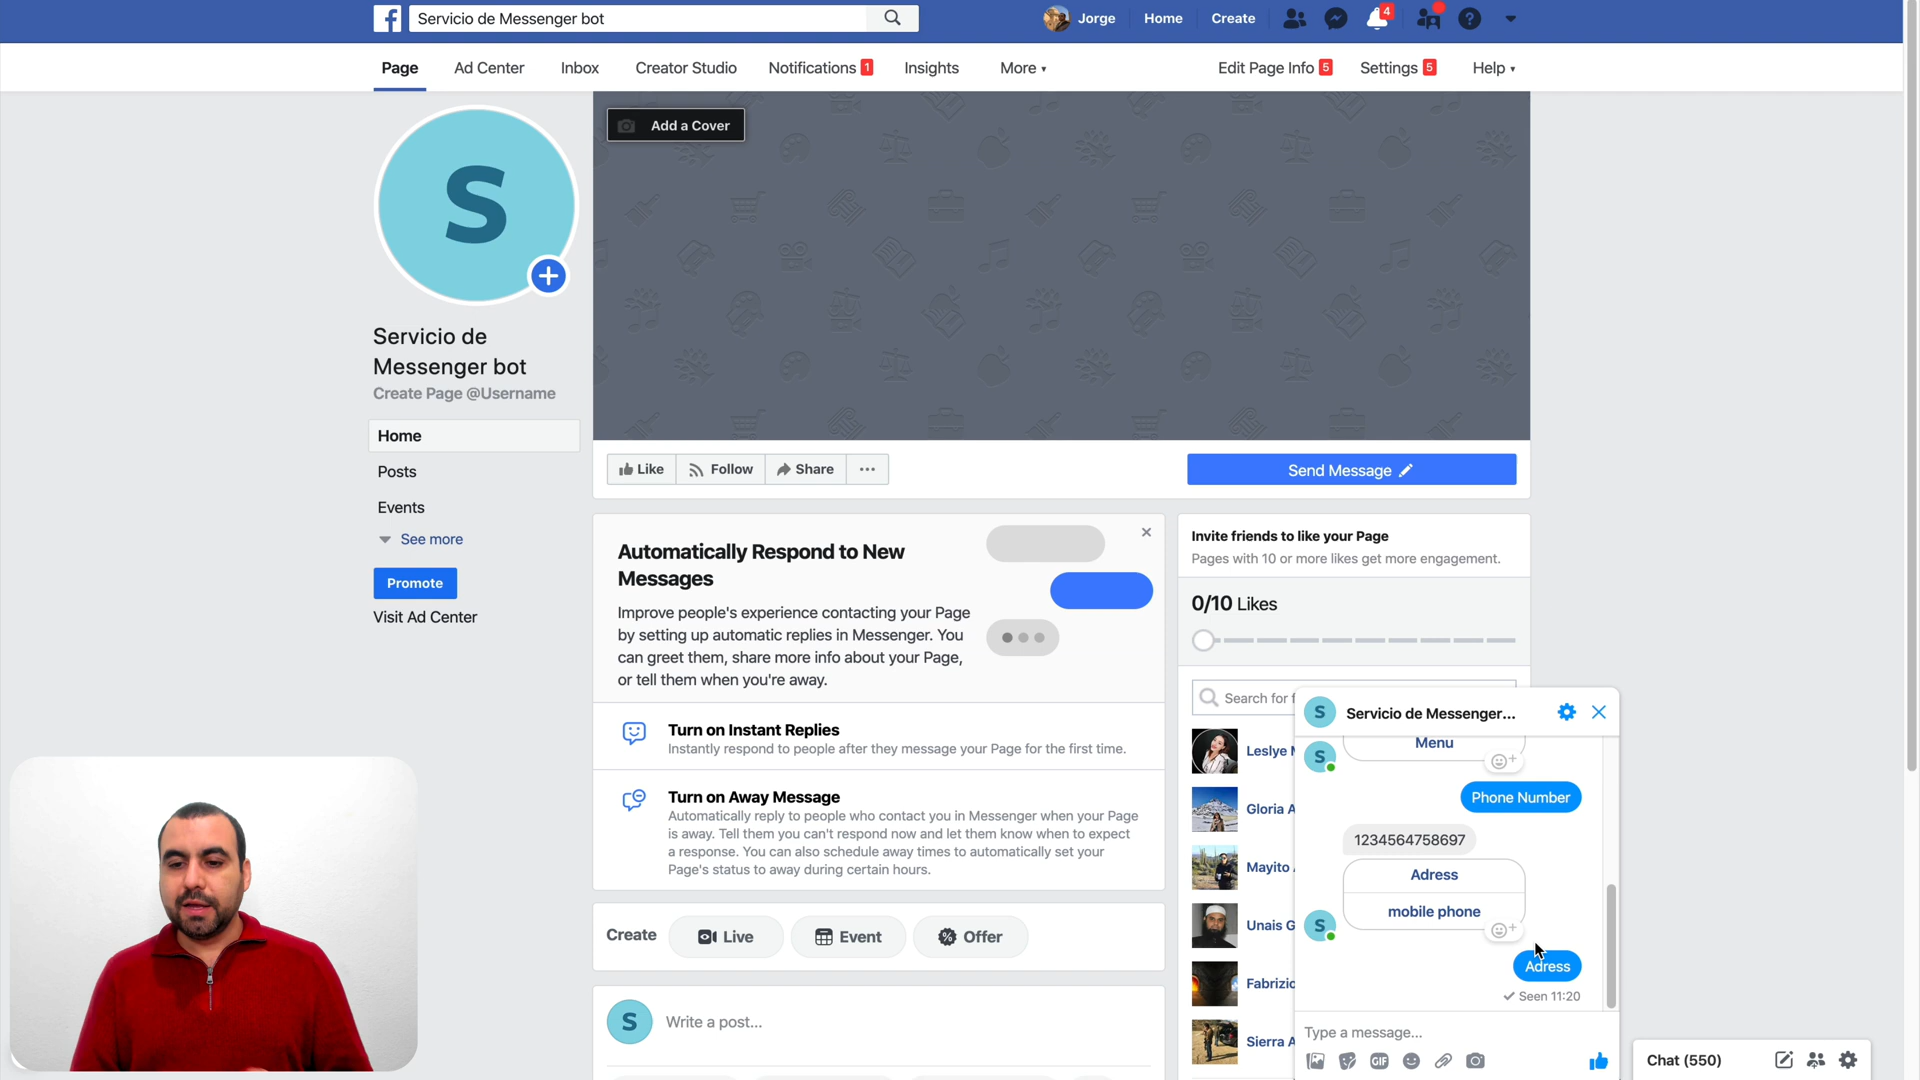 Servicio de Messenger bot
Jorge
Home
Create
4
Page
Ad Center
Inbox
Creator Studio
Notifications 1
Insights
More
Edit Page Info 5
Settings 5
Help
Add a Cover
S
Servicio de
Messenger bot
Create Page @Username
Home
Posts
Events
See more
Promote
Visit Ad Center
Like
Follow
Share
Send Message
Automatically Respond to New
Messages
Improve people's experience contacting your Page
by setting up automatic replies in Messenger. You
can greet them, share more info about your Page,
or tell them when you're away.
Turn on Instant Replies
Instantly respond to people after they message your Page for the first time.
Turn on Away Message
Automatically reply to people who contact you in Messenger when your Page
is away. Tell them you can't respond now and let them know when to expect
a response. You can also schedule away times to automatically set your
Page's status to away during certain hours.
Create
Live
Event
Offer
S
Write a post...
Invite friends to like your Page
Pages with 10 or more likes get more engagement.
0/10 Likes
Search for
Leslye
Gloria A
Mayito
Unais G
Fabrizio
Sierra A
S
Servicio de Messenger...
Menu
S
Phone Number
1234564758697
Adress
mobile phone
S
Adress
Seen 11:20
Type a message...
GIF
Chat (550)